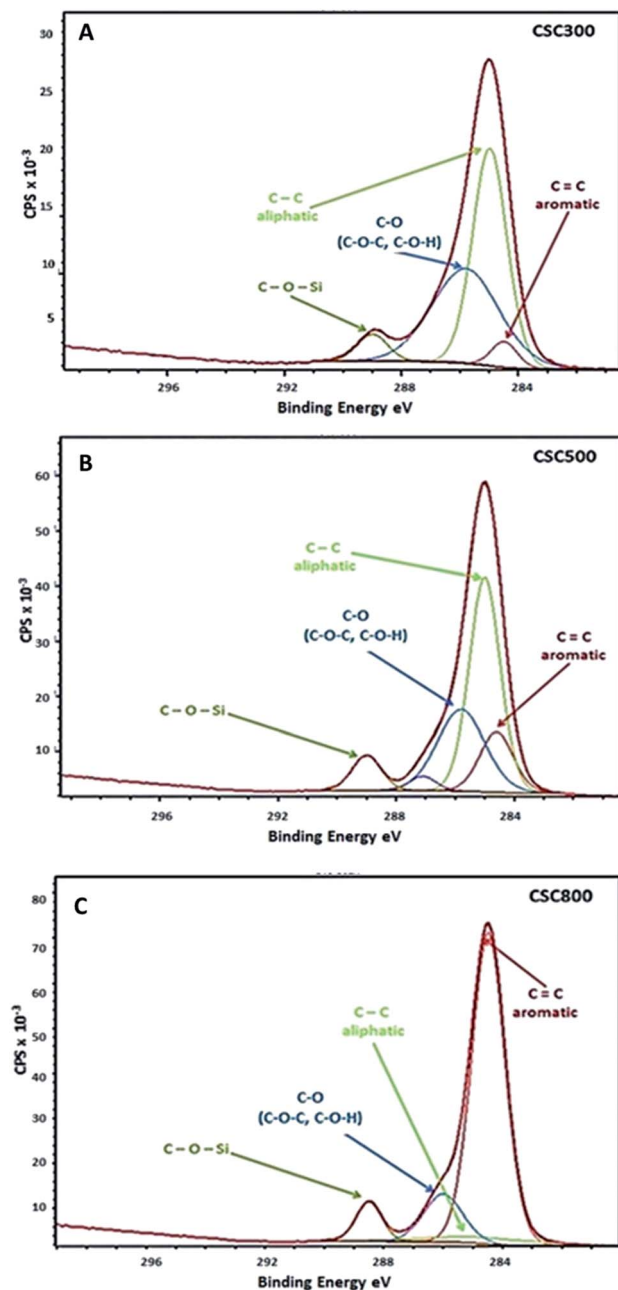 A
CSC300
30
25
20
15
10
5
CPS x 10⁻³
C – C
aliphatic
C-O
(C-O-C, C-O-H)
C = C
aromatic
C – O – Si
296
292
288
284
Binding Energy eV
B
CSC500
60
50
40
30
20
10
CPS x 10⁻³
C – C
aliphatic
C-O
(C-O-C, C-O-H)
C = C
aromatic
C – O – Si
296
292
288
284
Binding Energy eV
C
CSC800
80
70
60
50
40
30
20
10
CPS x 10⁻³
C = C
aromatic
C – C
aliphatic
C-O
(C-O-C, C-O-H)
C – O – Si
296
292
288
284
Binding Energy eV